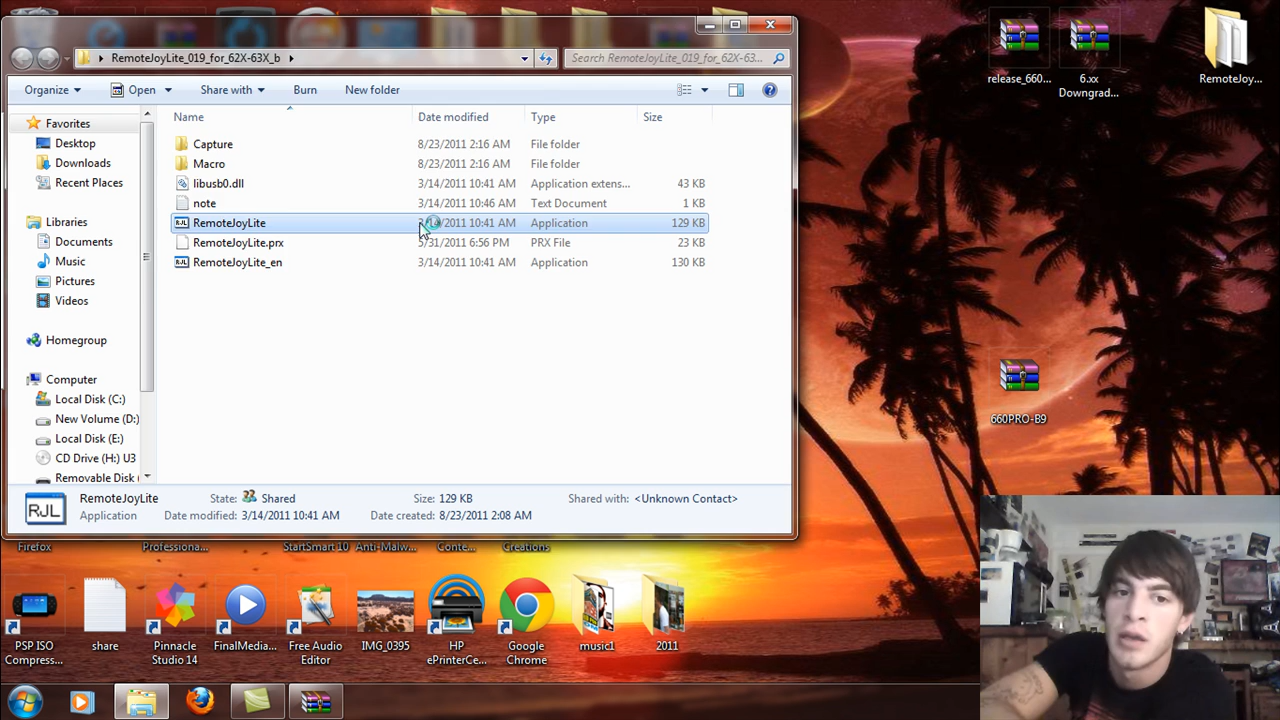 RemoteJoyLite_019_for_62X-63X_b
Search RemoteJoyLite_019_for_62X-63...
Organize
Open
Share with
Burn
New folder
Name
Date modified
Type
Size
Favorites
Desktop
Downloads
Recent Places
Libraries
Documents
Music
Pictures
Videos
Homegroup
Computer
Local Disk (C:)
New Volume (D:)
Local Disk (E:)
CD Drive (H:) U3
Removable Disk
Capture 8/23/2011 2:16 AM File folder
Macro 8/23/2011 2:16 AM File folder
libusb0.dll 3/14/2011 10:41 AM Application extens... 43 KB
note 3/14/2011 10:46 AM Text Document 1 KB
RemoteJoyLite 10:41 AM Application 129 KB
RemoteJoyLite.prx 5/31/2011 6:56 PM PRX File 23 KB
RemoteJoyLite_en 3/14/2011 10:41 AM Application 130 KB
RJL
RemoteJoyLite State: Shared Size: 129 KB Shared with: <Unknown Contact>
Application Date modified: 3/14/2011 10:41 AM Date created: 8/23/2011 2:08 AM
release_660...
6.xx
Downgrad...
RemoteJoy...
660PRO-B9
Firefox
Professiona...
StartSmart 10
Anti-Malw...
Conte...
Creations
PSP ISO
Compress...
share
Pinnacle
Studio 14
FinalMedia...
Free Audio
Editor
IMG_0395
HP
ePrinterCe...
Google
Chrome
music1
2011